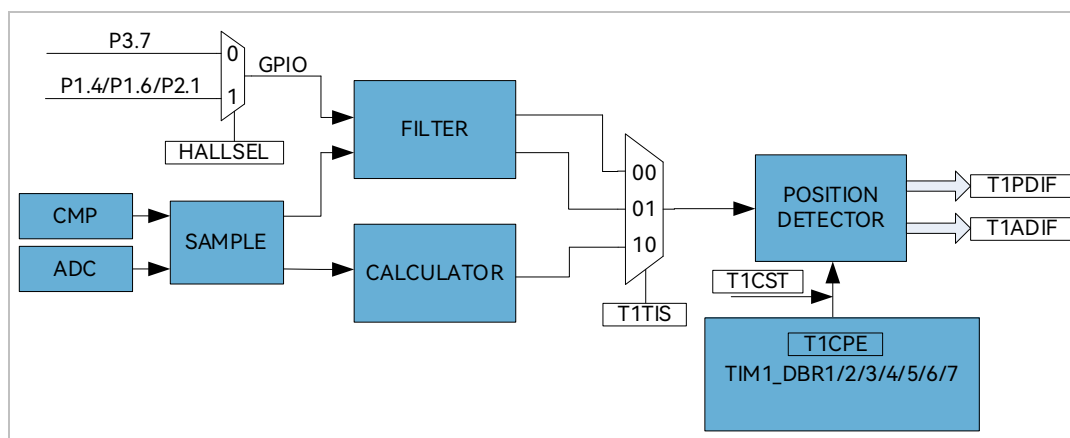 P3.7
0
GPIO
P1.4/P1.6/P2.1
1
HALLSEL
FILTER
CMP
ADC
SAMPLE
CALCULATOR
00
01
10
T1TIS
POSITION
DETECTOR
T1PDIF
T1ADIF
T1CST
T1CPE
TIM1_DBR1/2/3/4/5/6/7